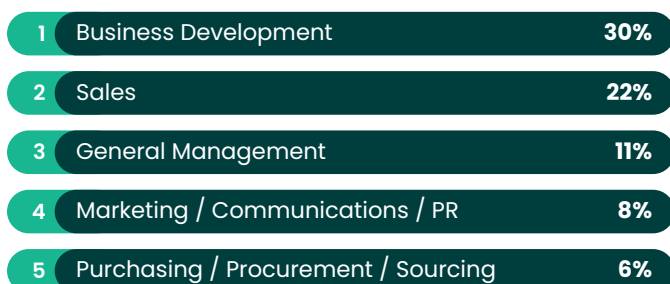 1 Business Development 30%
2 Sales 22%
3 General Management 11%
4 Marketing / Communications / PR 8%
5 Purchasing / Procurement / Sourcing 6%